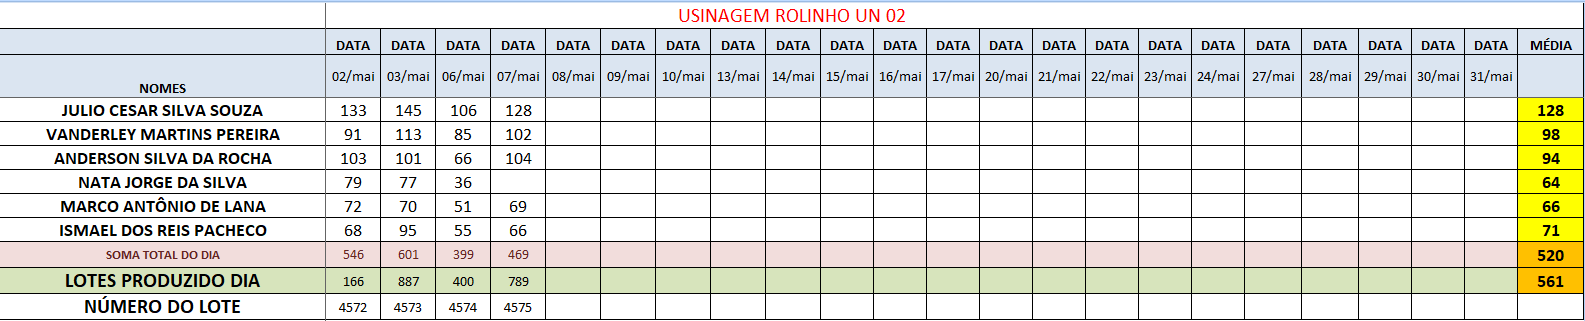 USINAGEM ROLINHO UN 02
DATA DATA DATA DATA DATA DATA DATA DATA DATA DATA DATA DATA DATA DATA DATA DATA DATA DATA DATA DATA DATA DATA MÉDIA
NOMES 02/mai 03/mai 06/mai 07/mai 08/mai 09/mai 10/mai 13/mai 14/mai 15/mai 16/mai 17/mai 20/mai 21/mai 22/mai 23/mai 24/mai 27/mai 28/mai 29/mai 30/mai 31/mai
JULIO CESAR SILVA SOUZA 133 145 106 128 128
VANDERLEY MARTINS PEREIRA 91 113 85 102 98
ANDERSON SILVA DA ROCHA 103 101 66 104 94
NATA JORGE DA SILVA 79 77 36 64
MARCO ANTÔNIO DE LANA 72 70 51 69 66
ISMAEL DOS REIS PACHECO 68 95 55 66 71
SOMA TOTAL DO DIA 546 601 399 469 520
LOTES PRODUZIDO DIA 166 887 400 789 561
NÚMERO DO LOTE 4572 4573 4574 4575